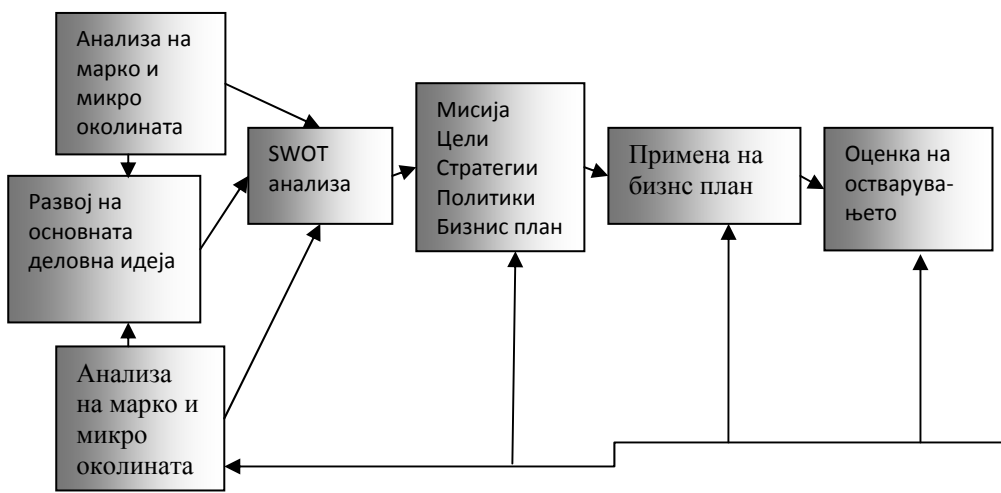 Анализа на
марко и
микро
околината
Развој на
основната
деловна идеја
Анализа
на марко и
микро
околината
SWOT
анализа
Мисија
Цели
Стратегии
Политики
Бизнис план
Примена на
бизнс план
Оценка на
остварува-
њето